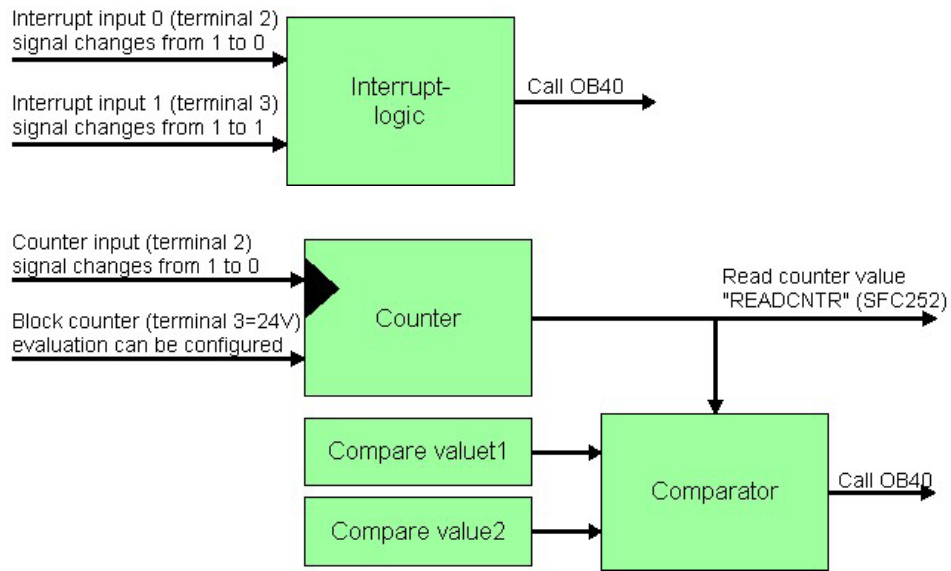 Interrupt input 0 (terminal 2)
signal changes from 1 to 0
Interrupt input 1 (terminal 3)
signal changes from 1 to 1
Interrupt-
logic
Call OB40
Counter input (terminal 2)
signal changes from 1 to 0
Block counter (terminal 3=24V)
evaluation can be configured
Counter
Read counter value
"READCNTR" (SFC252)
Compare valuet1
Compare value2
Comparator
Call OB40